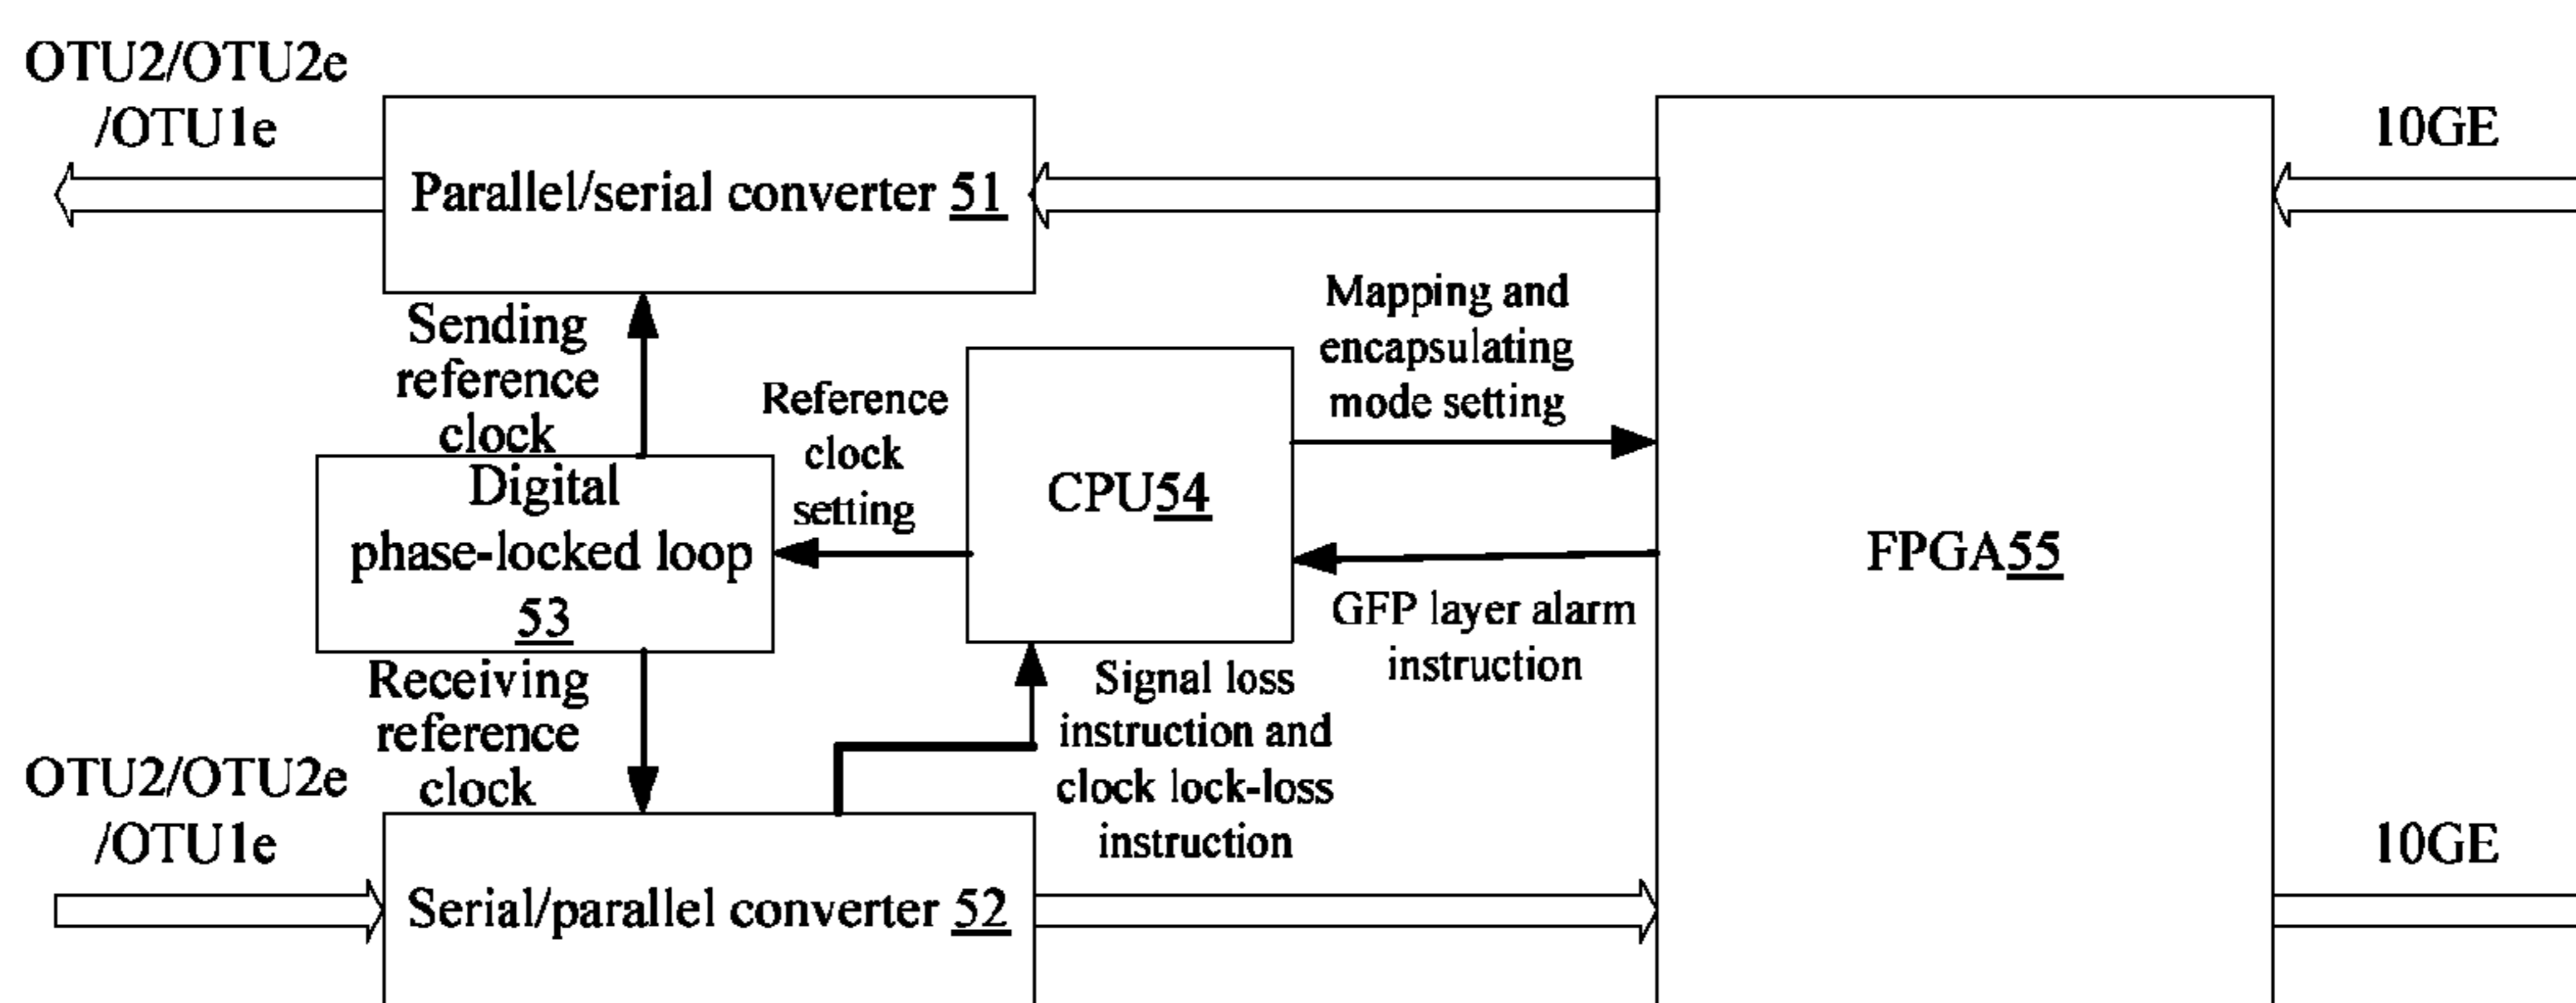 OTU2/OTU2e
/OTU1e
Parallel/serial converter 51
10GE
Sending
reference
clock
Mapping and
encapsulating
mode setting
Reference
clock
setting
Digital
phase-locked loop
53
CPU54
FPGA55
GFP layer alarm
instruction
Receiving
reference
clock
Signal loss
instruction and
clock lock-loss
instruction
OTU2/OTU2e
/OTU1e
Serial/parallel converter 52
10GE